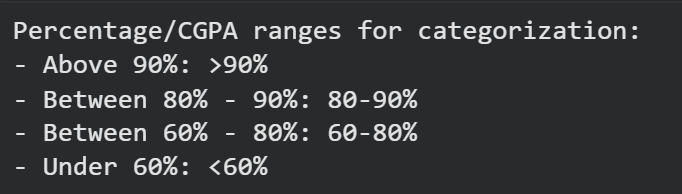 Percentage/CGPA ranges for categorization:
- Above 90%: >90%
- Between 80% - 90%: 80-90%
- Between 60% - 80%: 60-80%
- Under 60%: <60%